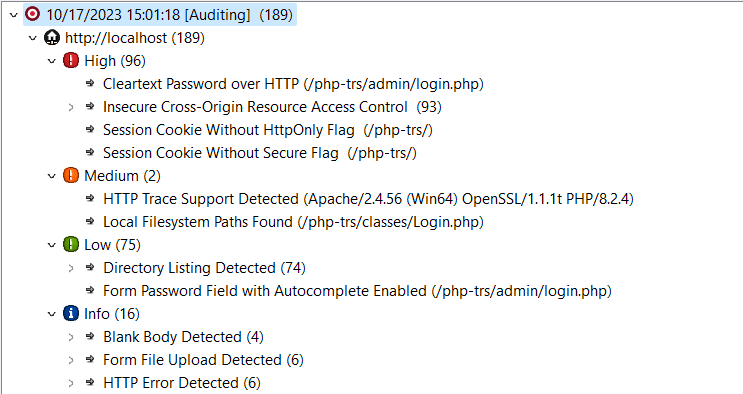 10/17/2023 15:01:18 [Auditing] (189)
http://localhost (189)
High (96)
Cleartext Password over HTTP (/php-trs/admin/login.php)
Insecure Cross-Origin Resource Access Control (93)
Session Cookie Without HttpOnly Flag (/php-trs/)
Session Cookie Without Secure Flag (/php-trs/)
Medium (2)
HTTP Trace Support Detected (Apache/2.4.56 (Win64) OpenSSL/1.1.1t PHP/8.2.4)
Local Filesystem Paths Found (/php-trs/classes/Login.php)
Low (75)
Directory Listing Detected (74)
Form Password Field with Autocomplete Enabled (/php-trs/admin/login.php)
Info (16)
Blank Body Detected (4)
Form File Upload Detected (6)
HTTP Error Detected (6)